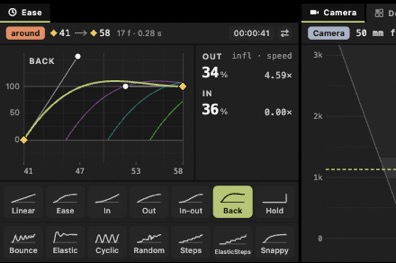 Ease
Camera
De
around 41 → 58 17 f · 0.28 s 00:00:41
Camera 50 mm f
BACK
100
50
0
41 47 53 58
OUT infl · speed
34% 4.59×
IN
36% 0.00×
3k
2k
1k
0
Linear Ease In Out In-out Back Hold
Bounce Elastic Cyclic Random Steps ElasticSteps Snappy